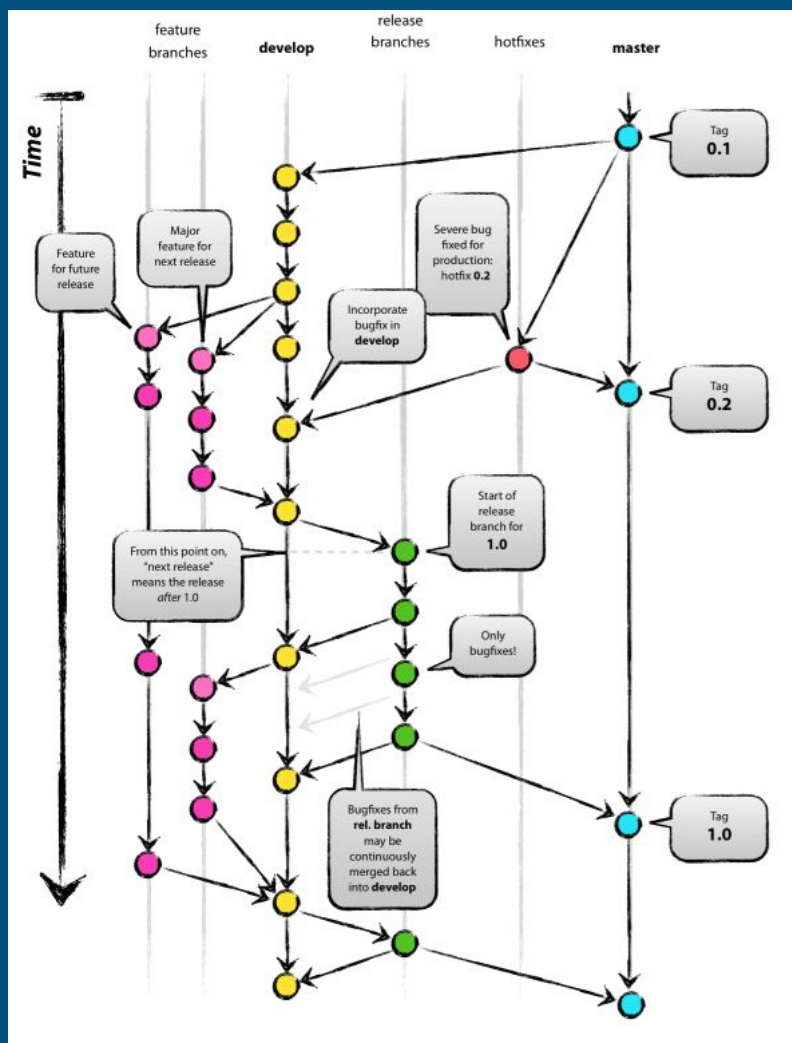 feature
branches
develop
release
branches
hotfixes
master
Time
Tag
0.1
Major
feature for
next release
Feature
for future
release
Severe bug
fixed for
production:
hotfix 0.2
Incorporate
bugfix in
develop
Tag
0.2
Start of
release
branch for
1.0
From this point on,
“next release”
means the release
after 1.0
Only
bugfixes!
Bugfixes from
rel. branch
may be
continuously
merged back
into develop
Tag
1.0